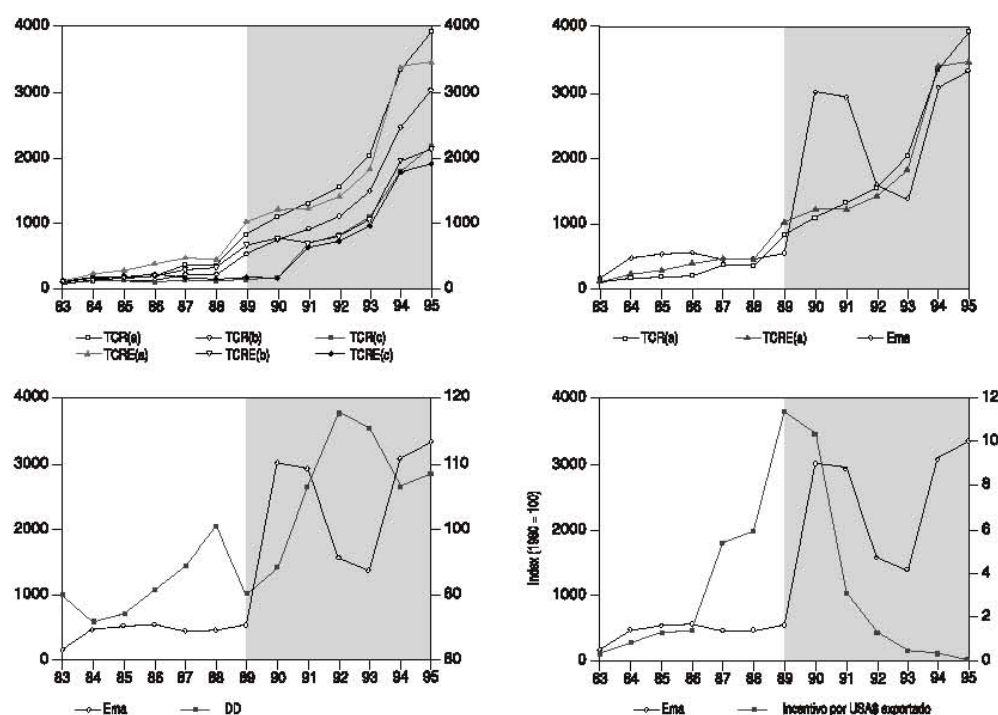 4000 4000
3000 3000
2000 2000
1000 1000
0 0
83 84 85 86 87 88 89 90 91 92 93 94 95
TCR(a) TCR(b) TCR(c)
TCRE(a) TCRE(b) TCRE(c)
4000
3000
2000
1000
0
83 84 85 86 87 88 89 90 91 92 93 94 95
TCR(a) TCRE(a) Ema
4000 120
3000 110
2000 100
1000 90
0 80
83 84 85 86 87 88 89 90 91 92 93 94 95
Ema DD
Index (1980 = 100)
4000 12
10
3000 8
2000 6
4
1000 2
0 0
83 84 85 86 87 88 89 90 91 92 93 94 95
Ema Incentivo por USA$ exportado